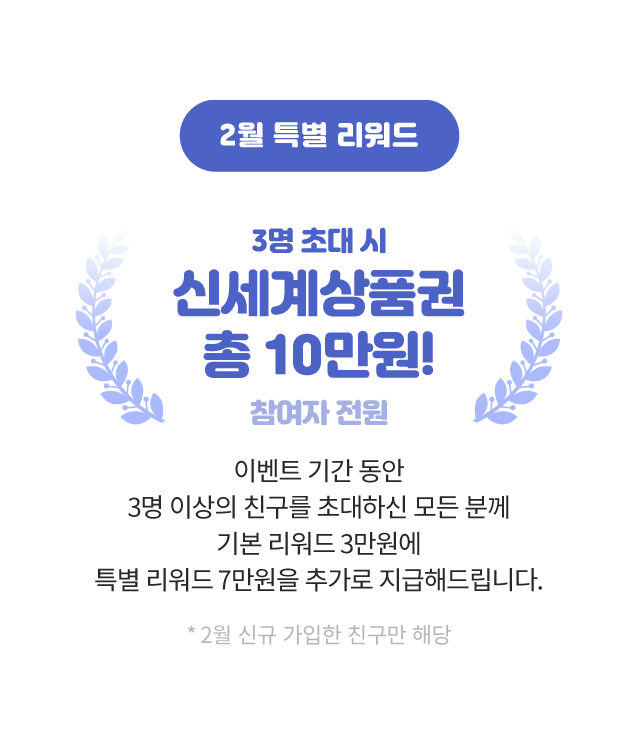 2월 특별 리워드
3명 초대 시
신세계상품권
총 10만원!
참여자 전원
이벤트 기간 동안
3명 이상의 친구를 초대하신 모든 분께
기본 리워드 3만원에
특별 리워드 7만원을 추가로 지급해드립니다.
* 2월 신규 가입한 친구만 해당